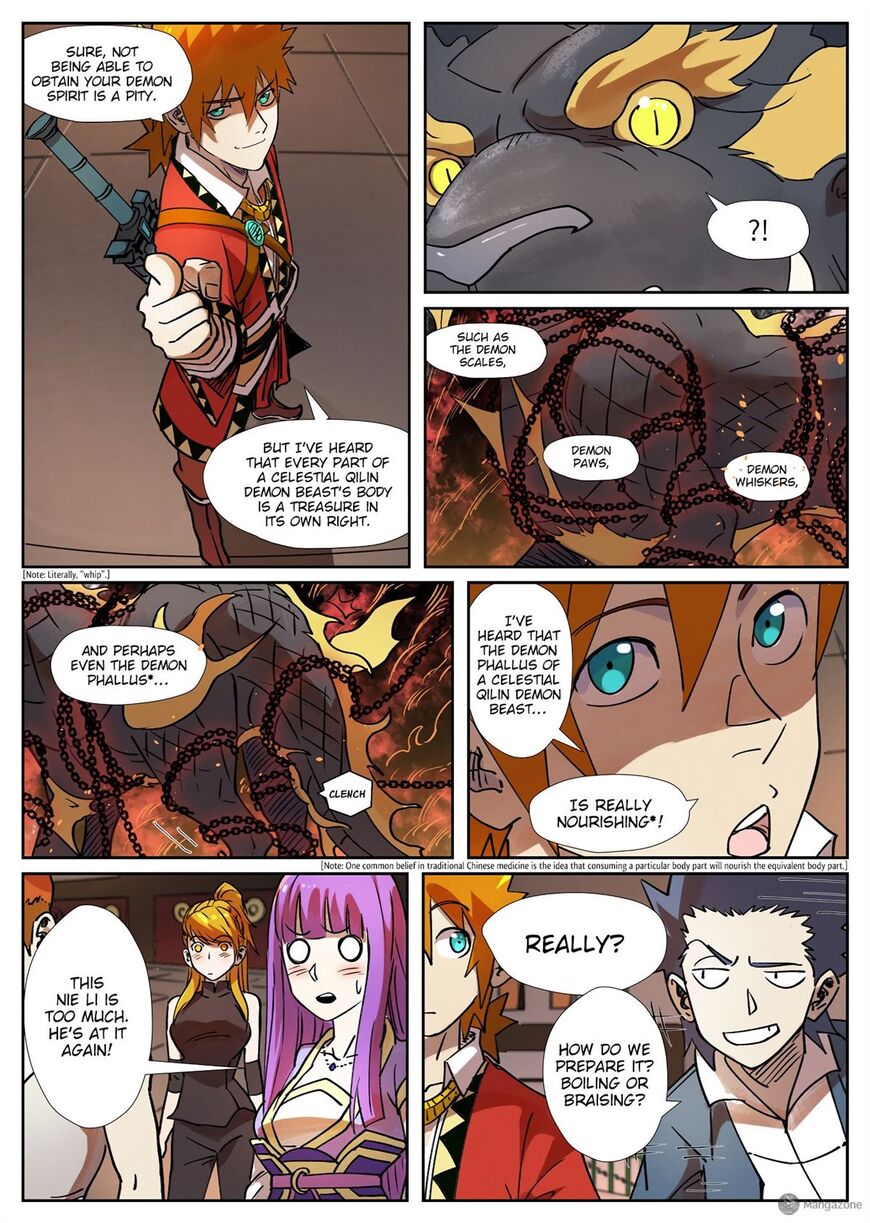 SURE, NOT
BEING ABLE TO
OBTAIN YOUR DEMON
SPIRIT IS A PITY.
?!
BUT I'VE HEARD
THAT EVERY PART OF
A CELESTIAL QILIN
DEMON BEAST'S BODY
IS A TREASURE IN
ITS OWN RIGHT.
SUCH AS
THE DEMON
SCALES,
DEMON
PAWS,
DEMON
WHISKERS,
[Note: Literally, "whip".]
AND PERHAPS
EVEN THE DEMON
PHALLUS*...
CLENCH
I'VE
HEARD THAT
THE DEMON
PHALLUS OF
A CELESTIAL
QILIN DEMON
BEAST...
IS REALLY
NOURISHING*!
[Note: One common belief in traditional Chinese medicine is the idea that consuming a particular body part will nourish the equivalent body part.]
THIS
NIE LI IS
TOO MUCH.
HE'S AT IT
AGAIN!
REALLY?
HOW DO WE
PREPARE IT?
BOILING OR
BRAISING?
Mangazone